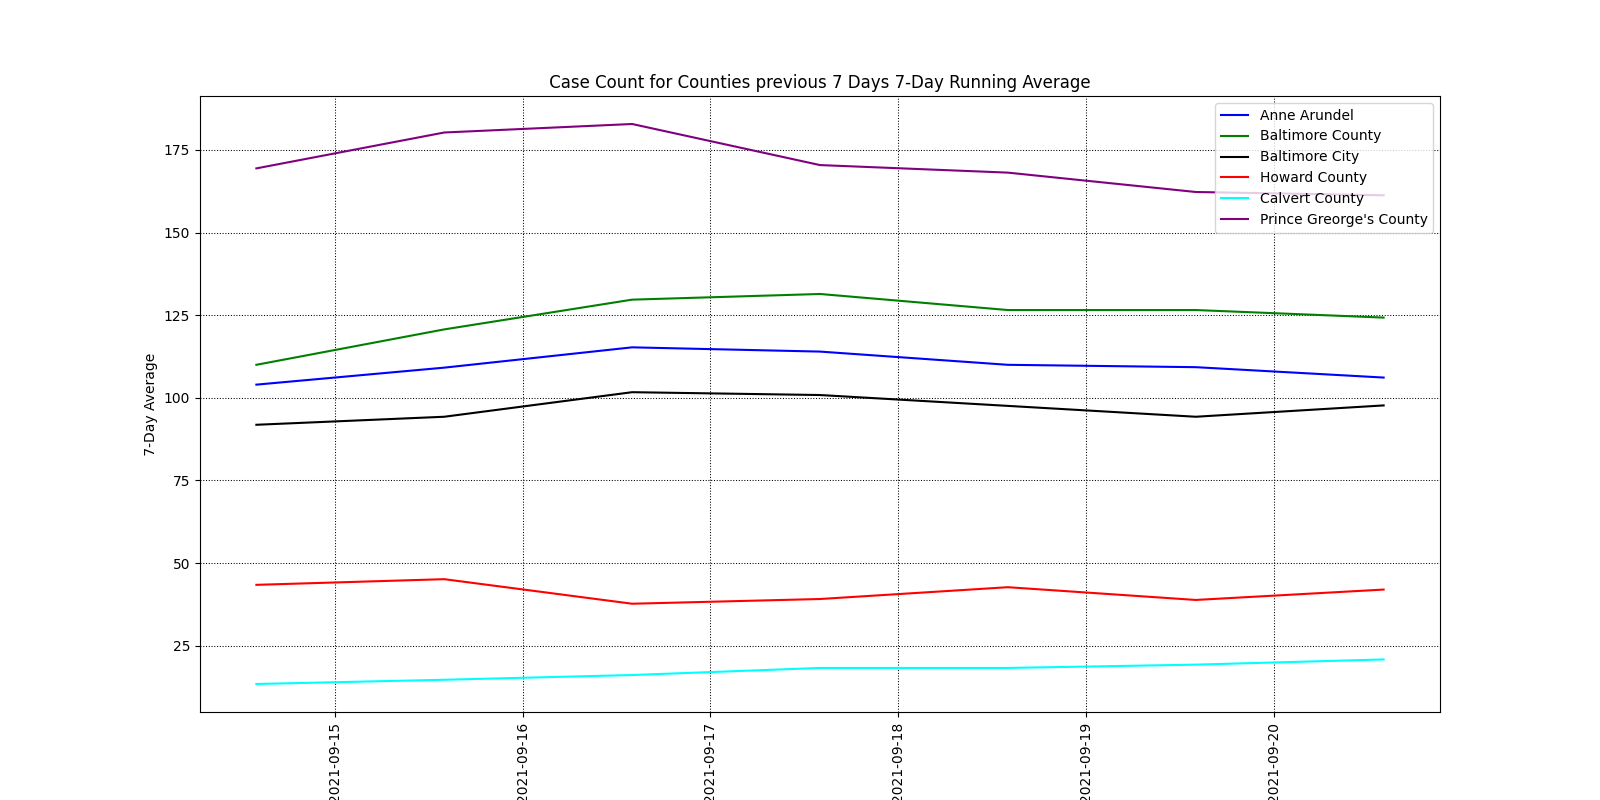 Case Count for Counties previous 7 Days 7-Day Running Average
Anne Arundel
Baltimore County
Baltimore City
Howard County
Calvert County
Prince Greorge's County
7-Day Average
175
150
125
100
75
50
25
2021-09-15
2021-09-16
2021-09-17
2021-09-18
2021-09-19
2021-09-20